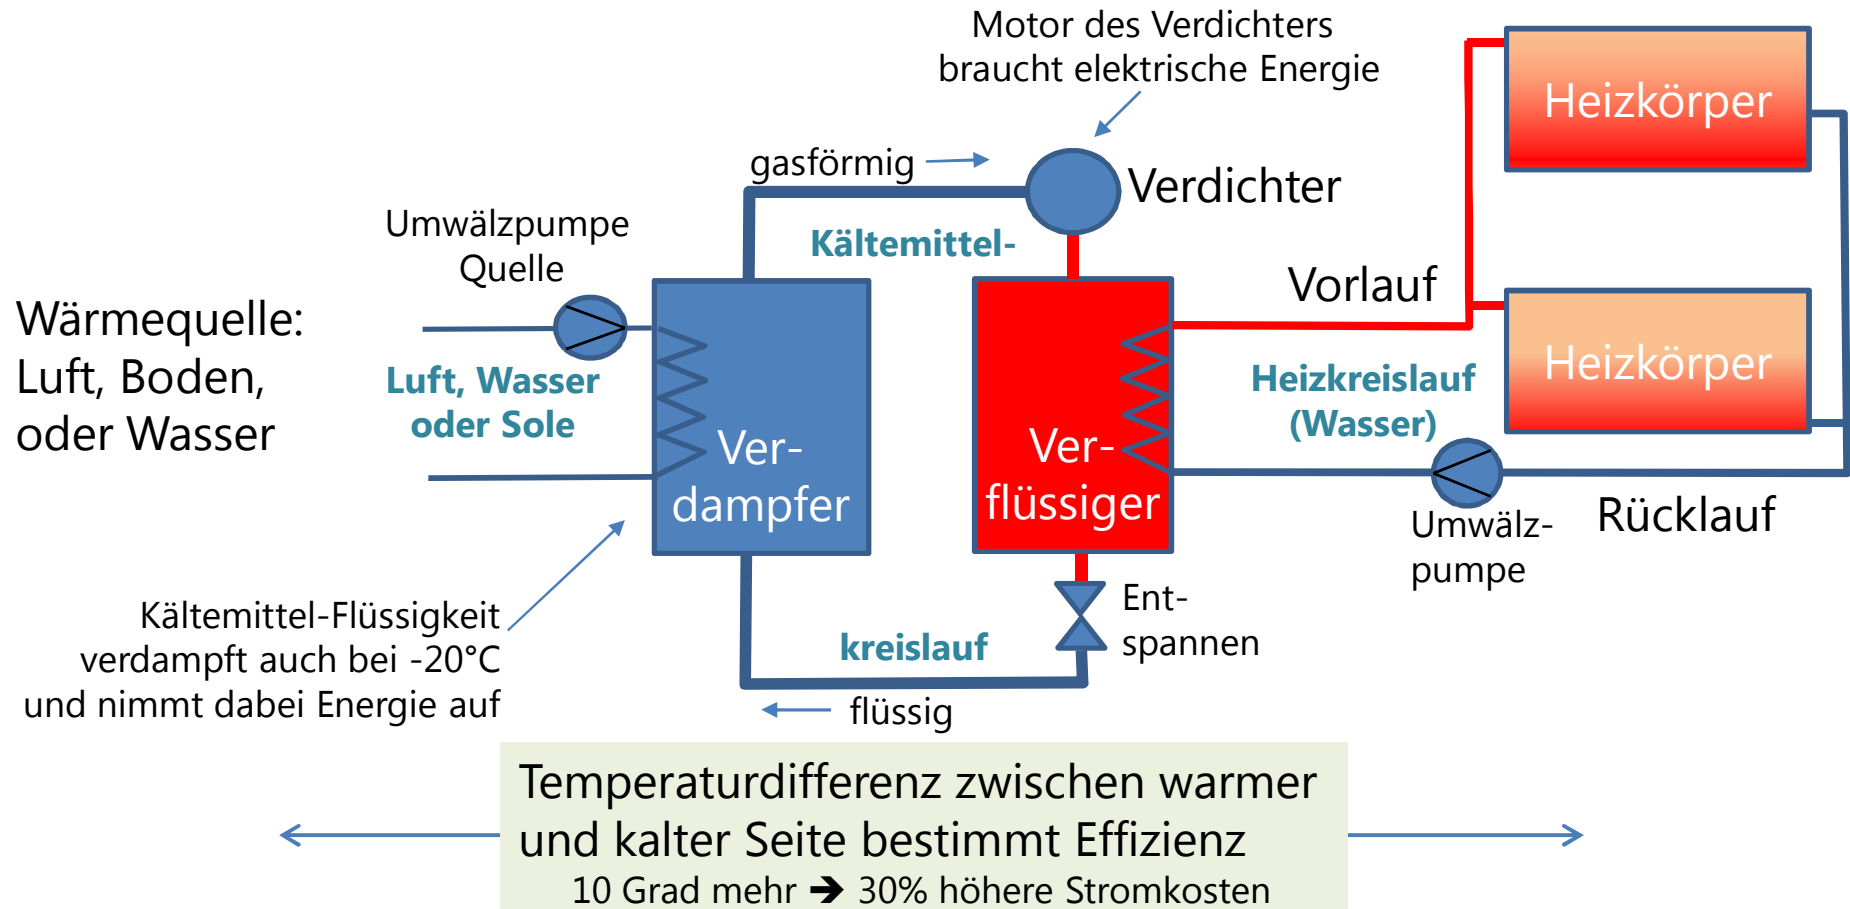 Motor des Verdichters
braucht elektrische Energie
Heizkörper
gasförmig
Verdichter
Umwälzpumpe
Quelle
Kältemittel-
Vorlauf
Wärmequelle:
Luft, Boden,
oder Wasser
Luft, Wasser
oder Sole
Heizkreislauf
(Wasser)
Heizkörper
Ver-
dampfer
Ver-
flüssiger
Umwälz-
pumpe
Rücklauf
Kältemittel-Flüssigkeit
verdampft auch bei -20°C
und nimmt dabei Energie auf
kreislauf
Ent-
spannen
flüssig
Temperaturdifferenz zwischen warmer
und kalter Seite bestimmt Effizienz
10 Grad mehr ➔ 30% höhere Stromkosten